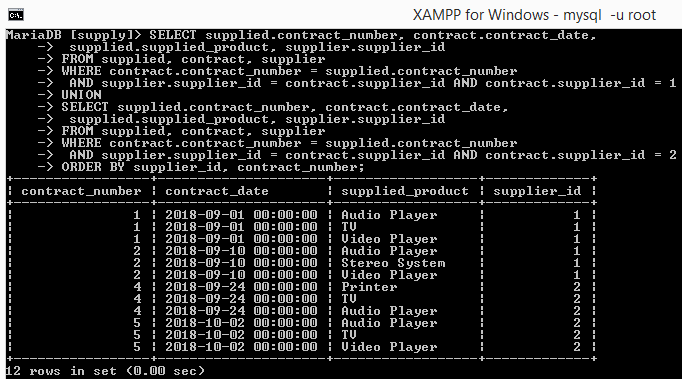 XAMPP for Windows - mysql -u root
MariaDB [supply]> SELECT supplied.contract_number, contract.contract_date,
    -> supplied.supplied_product, supplier.supplier_id
    -> FROM supplied, contract, supplier
    -> WHERE contract.contract_number = supplied.contract_number
    -> AND supplier.supplier_id = contract.supplier_id AND contract.supplier_id = 1
    -> UNION
    -> SELECT supplied.contract_number, contract.contract_date,
    -> supplied.supplied_product, supplier.supplier_id
    -> FROM supplied, contract, supplier
    -> WHERE contract.contract_number = supplied.contract_number
    -> AND supplier.supplier_id = contract.supplier_id AND contract.supplier_id = 2
    -> ORDER BY supplier_id, contract_number;
+-----------------+---------------------+------------------+-------------+
| contract_number | contract_date       | supplied_product | supplier_id |
+-----------------+---------------------+------------------+-------------+
|               1 | 2018-09-01 00:00:00 | Audio Player     |           1 |
|               1 | 2018-09-01 00:00:00 | TV               |           1 |
|               1 | 2018-09-01 00:00:00 | Video Player     |           1 |
|               2 | 2018-09-10 00:00:00 | Audio Player     |           1 |
|               2 | 2018-09-10 00:00:00 | Stereo System    |           1 |
|               2 | 2018-09-10 00:00:00 | Video Player     |           1 |
|               4 | 2018-09-24 00:00:00 | Printer          |           2 |
|               4 | 2018-09-24 00:00:00 | TV               |           2 |
|               4 | 2018-09-24 00:00:00 | Audio Player     |           2 |
|               5 | 2018-10-02 00:00:00 | Audio Player     |           2 |
|               5 | 2018-10-02 00:00:00 | TV               |           2 |
|               5 | 2018-10-02 00:00:00 | Video Player     |           2 |
+-----------------+---------------------+------------------+-------------+
12 rows in set (0.00 sec)